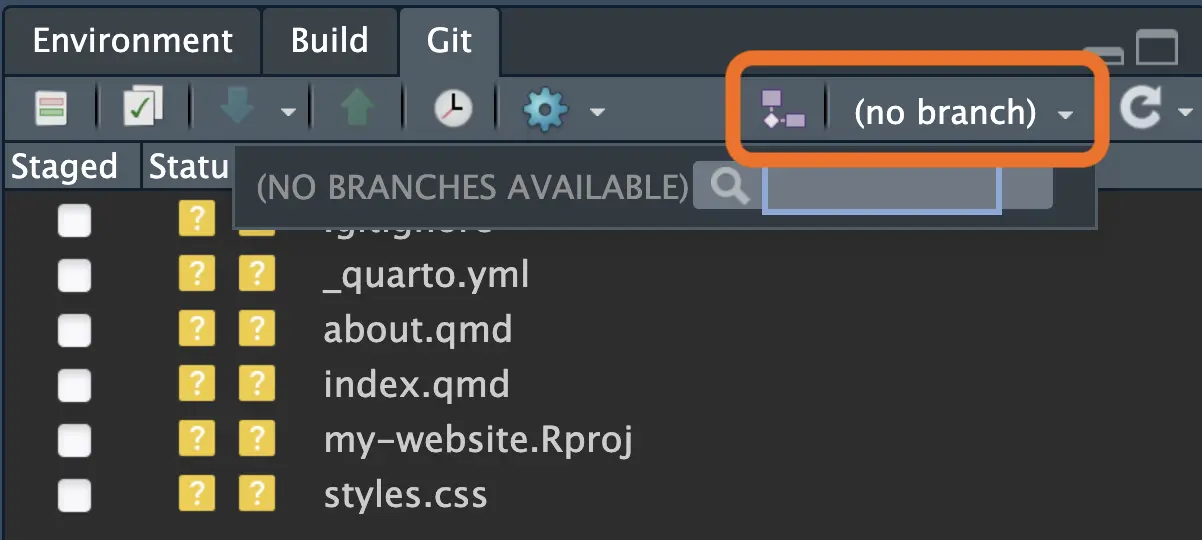 Environment Build Git
(no branch)
Staged Statu
(NO BRANCHES AVAILABLE)
? ? .gitignore
? ? _quarto.yml
? ? about.qmd
? ? index.qmd
? ? my-website.Rproj
? ? styles.css